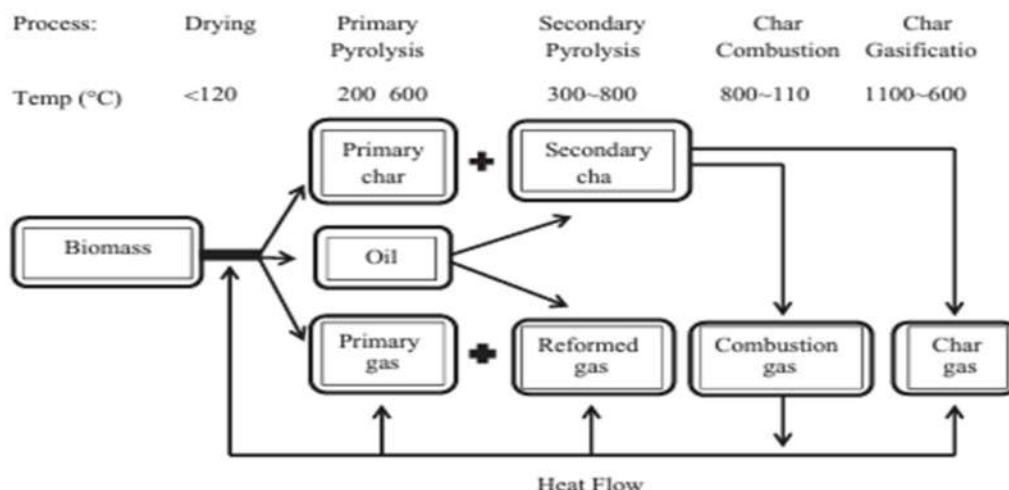 Process: Drying Primary Pyrolysis Secondary Pyrolysis Char Combustion Char Gasificatio
Temp (°C) <120 200 600 300~800 800~110 1100~600
Primary char
Secondary cha
Biomass
Oil
Primary gas
Reformed gas
Combustion gas
Char gas
Heat Flow